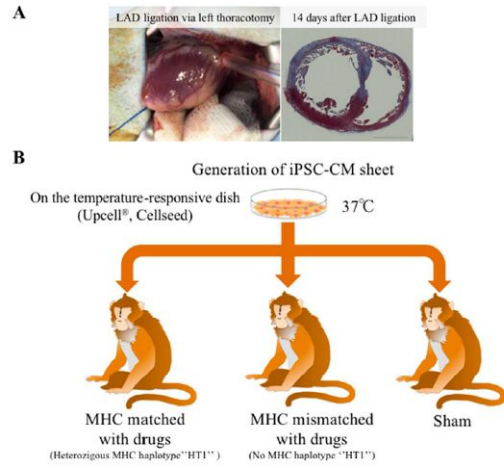 A
LAD ligation via left thoracotomy
14 days after LAD ligation
B
Generation of iPSC-CM sheet
On the temperature-responsive dish
(Upcell®, Cellseed)
37℃
MHC matched
with drugs
(Heterozigous MHC haplotype"HT1" )
MHC mismatched
with drugs
(No MHC haplotype "HT1")
Sham